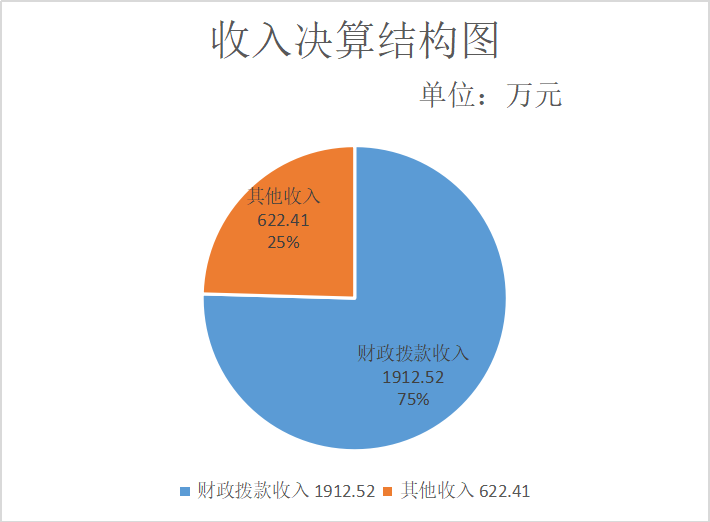 收入决算结构图
单位：万元
其他收入
622.41
25%
财政拨款收入
1912.52
75%
财政拨款收入 1912.52 其他收入 622.41